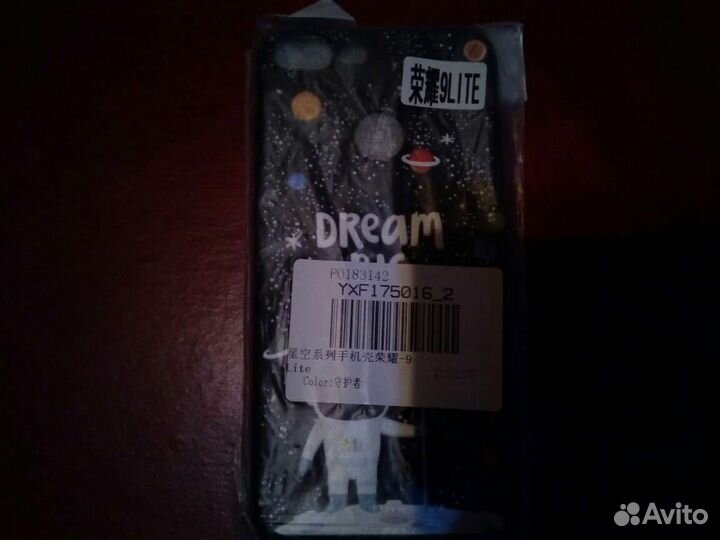 荣耀9LITE
DREAM
BIG
P0183142
YXF175016_2
星空系列手机壳荣耀-9
Lite
Color:守护者
Avito